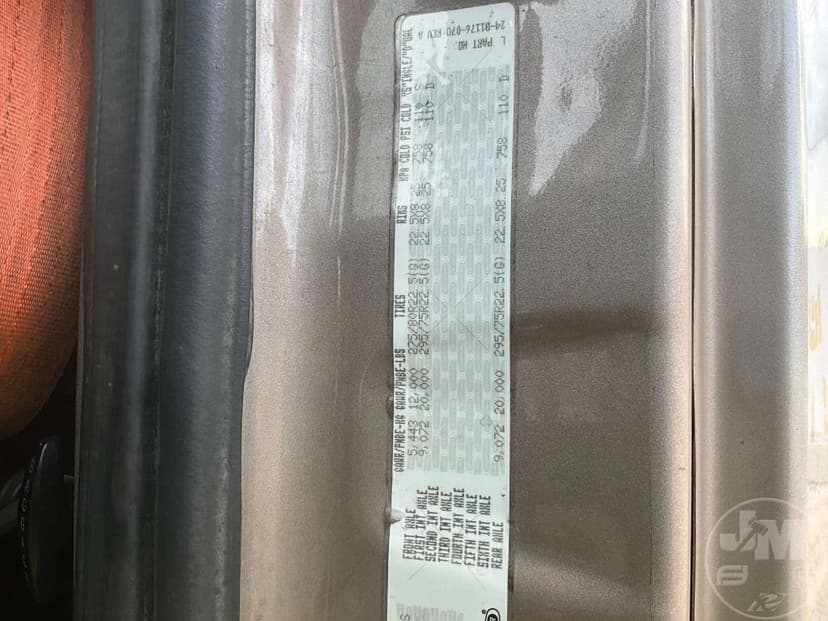 GAWR/PNBE-KG GAWR/PNBE-LBS TIRES RIMS KPA COLD PSI COLD
FRONT AXLE 5,443 12,000 275/80R22.5(G) 22.5X8.25 758 110 S
FIRST INT AXLE 9,072 20,000 295/75R22.5(G) 22.5X8.25 758 110 D
SECOND INT AXLE
THIRD INT AXLE
FOURTH INT AXLE
FIFTH INT AXLE
SIXTH INT AXLE
REAR AXLE 9,072 20,000 295/75R22.5(G) 22.5X8.25 758 110 D
PART NO
24-01176-070 REV A
JM